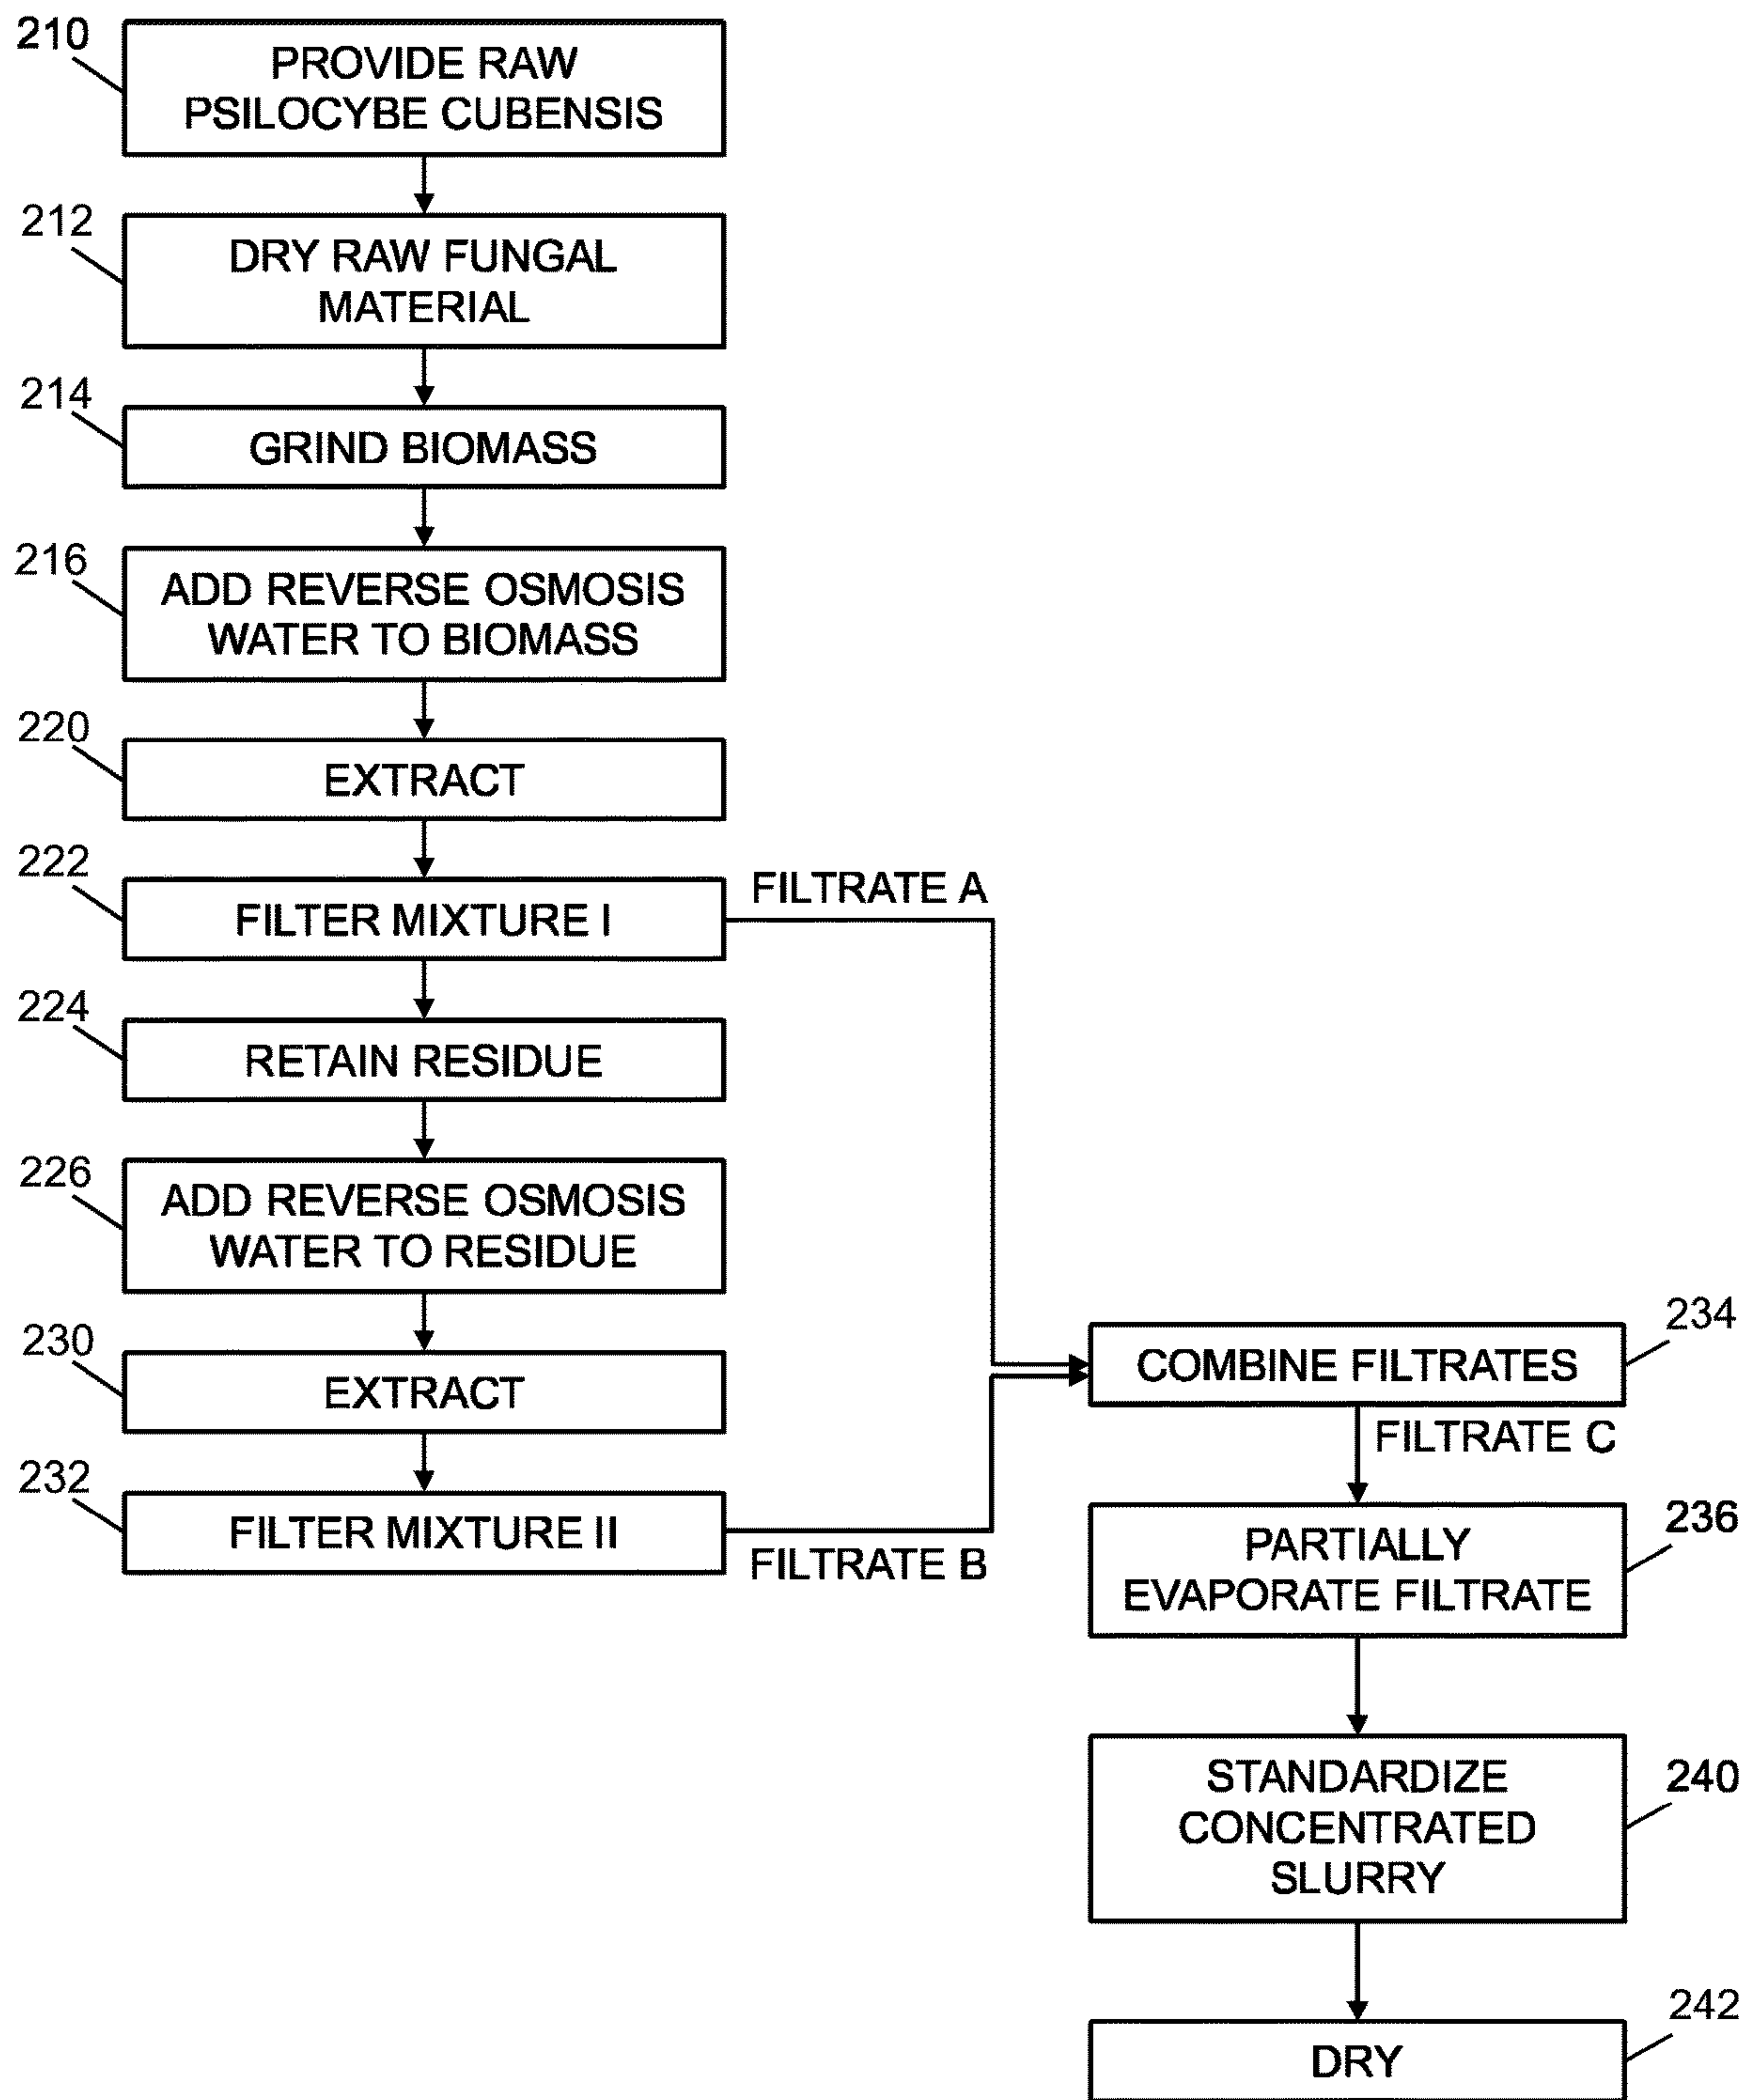 210
PROVIDE RAW
PSILOCYBE CUBENSIS
212
DRY RAW FUNGAL
MATERIAL
214
GRIND BIOMASS
216
ADD REVERSE OSMOSIS
WATER TO BIOMASS
220
EXTRACT
222
FILTER MIXTURE I
FILTRATE A
224
RETAIN RESIDUE
226
ADD REVERSE OSMOSIS
WATER TO RESIDUE
230
EXTRACT
232
FILTER MIXTURE II
FILTRATE B
234
COMBINE FILTRATES
FILTRATE C
236
PARTIALLY
EVAPORATE FILTRATE
240
STANDARDIZE
CONCENTRATED
SLURRY
242
DRY